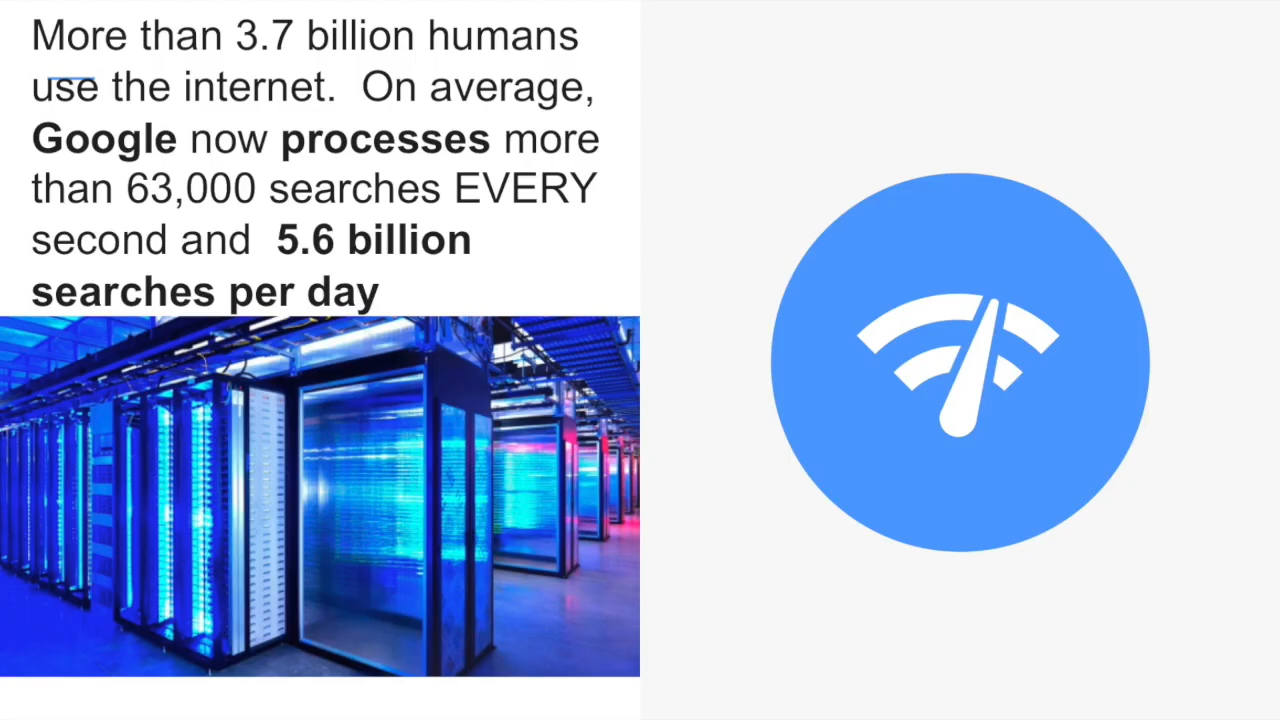 More than 3.7 billion humans
use the internet.  On average,
Google now processes more
than 63,000 searches EVERY
second and  5.6 billion
searches per day